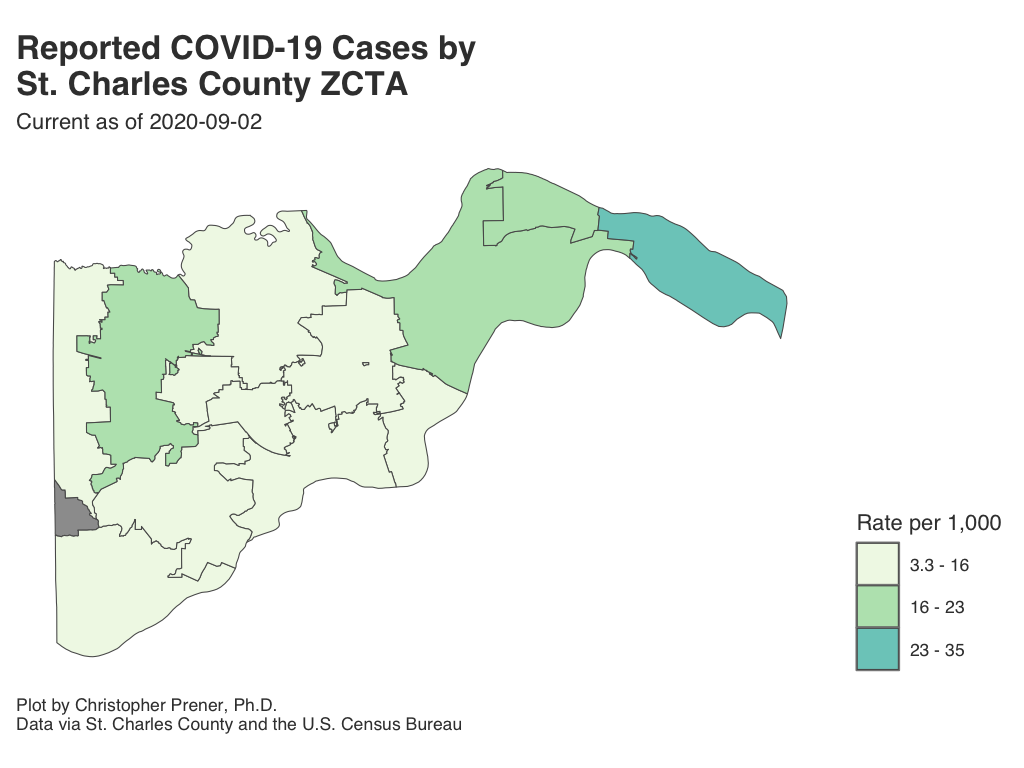 Reported COVID-19 Cases by
St. Charles County ZCTA
Current as of 2020-09-02
Rate per 1,000
3.3 - 16
16 - 23
23 - 35
Plot by Christopher Prener, Ph.D.
Data via St. Charles County and the U.S. Census Bureau